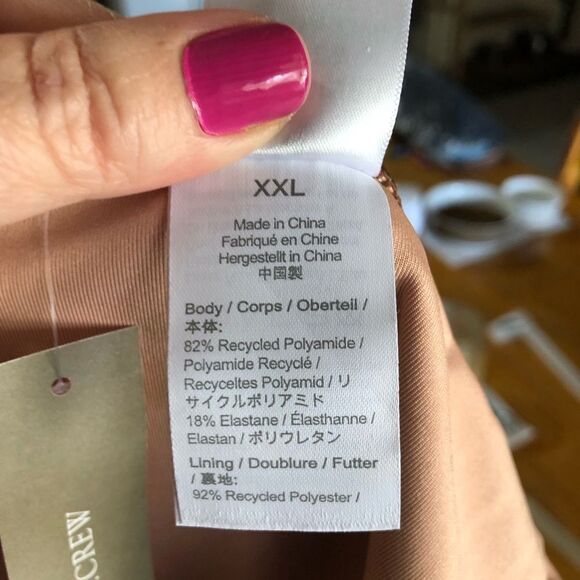 XXL
Made in China
Fabriqué en Chine
Hergestellt in China
中国製
Body / Corps / Oberteil /
本体:
82% Recycled Polyamide /
Polyamide Recyclé /
Recyceltes Polyamid / リ
サイクルポリアミド
18% Elastane / Élasthanne /
Elastan / ポリウレタン
Lining / Doublure / Futter
/ 裏地:
92% Recycled Polyester /
.CREW